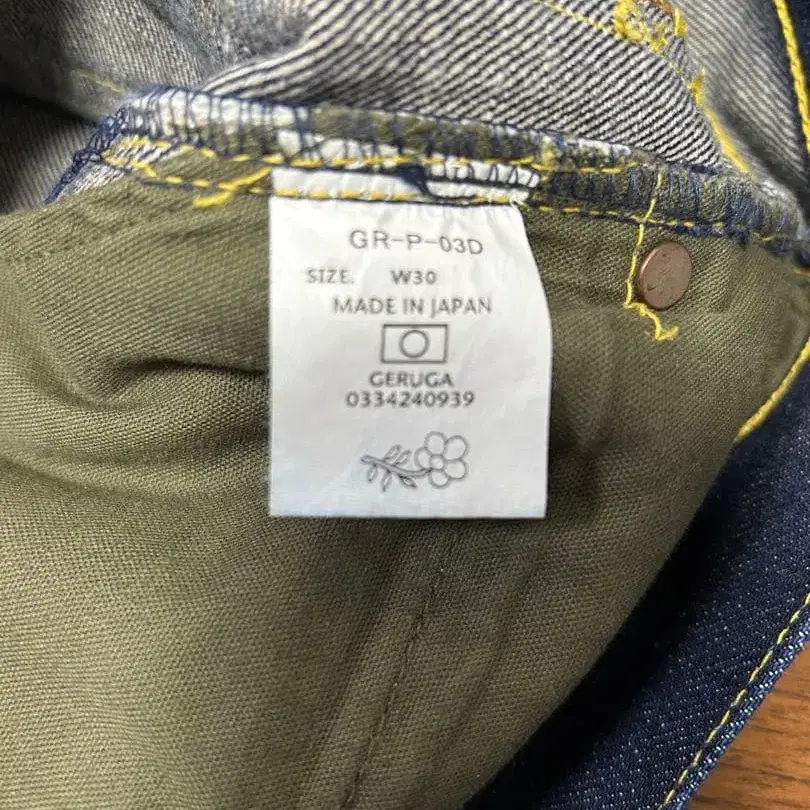 GR-P-03D
SIZE. W30
MADE IN JAPAN
GERUGA
0334240939